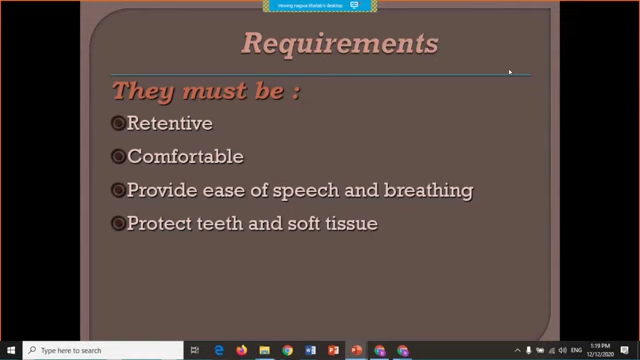 Viewing nagwa khattab's desktop
Requirements
They must be :
Retentive
Comfortable
Provide ease of speech and breathing
Protect teeth and soft tissue
Type here to search
ENG
1:19 PM
12/12/2020